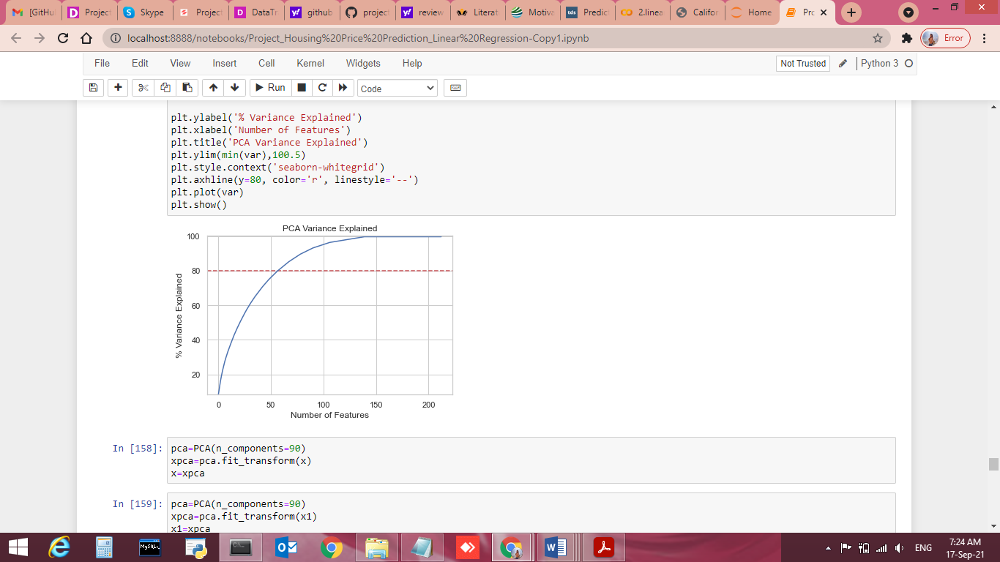 [GitHu
Project
Skype
Project
DataTr
github
project
review
Literat
Motiva
tds
Predict
2.linea
Califor
Home
Pro
localhost:8888/notebooks/Project_Housing%20Price%20Prediction_Linear%20Regression-Copy1.ipynb
Error
File Edit View Insert Cell Kernel Widgets Help
Not Trusted
Python 3
Run
Code
plt.ylabel('% Variance Explained')
plt.xlabel('Number of Features')
plt.title('PCA Variance Explained')
plt.ylim(min(var),100.5)
plt.style.context('seaborn-whitegrid')
plt.axhline(y=80, color='r', linestyle='--')
plt.plot(var)
plt.show()
PCA Variance Explained
100
80
60
40
20
% Variance Explained
0 50 100 150 200
Number of Features
In [158]:
pca=PCA(n_components=90)
xpca=pca.fit_transform(x)
x=xpca
In [159]:
pca=PCA(n_components=90)
xpca=pca.fit_transform(x1)
x1=xpca
ENG
7:24 AM
17-Sep-21